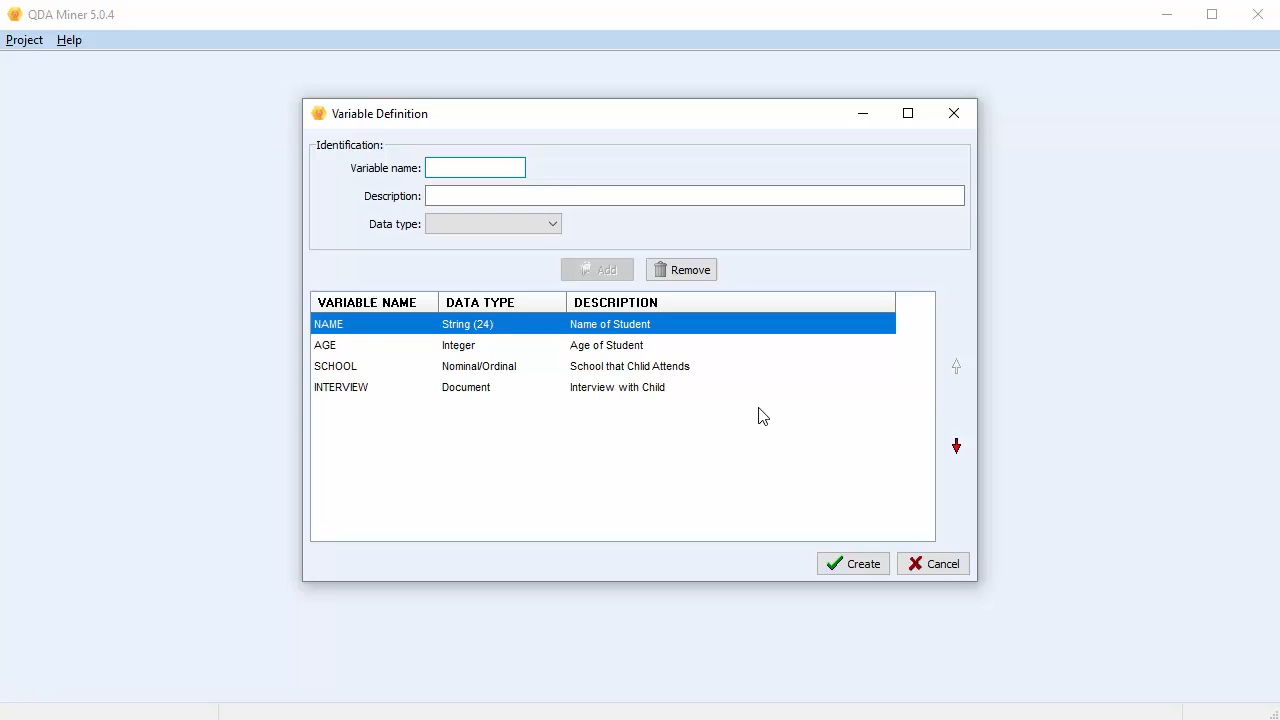 QDA Miner 5.0.4
Project Help
Variable Definition
Identification:
Variable name:
Description:
Data type:
Add Remove
VARIABLE NAME DATA TYPE DESCRIPTION
NAME String (24) Name of Student
AGE Integer Age of Student
SCHOOL Nominal/Ordinal School that Chlid Attends
INTERVIEW Document Interview with Child
Create Cancel